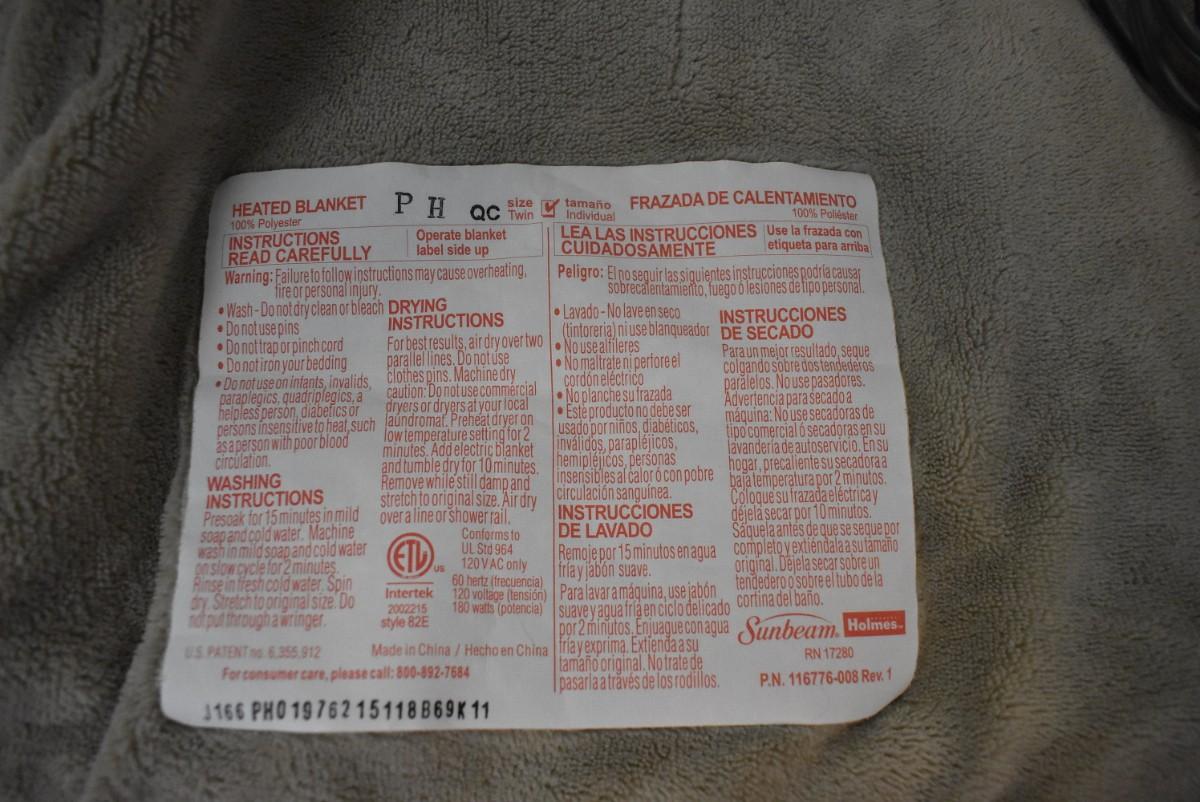 HEATED BLANKET
100% Polyester
P H QC
size
Twin
tamaño
Individual
FRAZADA DE CALENTAMIENTO
100% Poliéster
INSTRUCTIONS
READ CAREFULLY
Operate blanket
label side up
LEA LAS INSTRUCCIONES
CUIDADOSAMENTE
Use la frazada con
etiqueta para arriba
Warning: Failure to follow instructions may cause overheating,
fire or personal injury.
• Wash - Do not dry clean or bleach
• Do not use pins
• Do not trap or pinch cord
• Do not iron your bedding
• Do not use on infants, invalids,
paraplegics, quadriplegics, a
helpless person, diabetics or
persons insensitive to heat, such
as a person with poor blood
circulation.
WASHING
INSTRUCTIONS
Presoak for 15 minutes in mild
soap and cold water. Machine
wash in mild soap and cold water
on slow cycle for 2 minutes.
Rinse in fresh cold water. Spin
dry. Stretch to original size. Do
not put through a wringer.
DRYING
INSTRUCTIONS
For best results, air dry over two
parallel lines. Do not use
clothes pins. Machine dry
caution: Do not use commercial
dryers or dryers at your local
laundromat. Preheat dryer on
low temperature setting for 2
minutes. Add electric blanket
and tumble dry for 10 minutes.
Remove while still damp and
stretch to original size. Air dry
over a line or shower rail.
ETL
US
Intertek
2002215
style 82E
Conforms to
UL Std 964
120 VAC only
60 hertz (frecuencia)
120 voltage (tensión)
180 watts (potencia)
U.S. PATENT no. 6,355,912
Made in China / Hecho en China
For consumer care, please call: 800-892-7684
J166 PH01976215118B69K11
Peligro: El no seguir las siguientes instrucciones podría causar
sobrecalentamiento, fuego ó lesiones de tipo personal.
• Lavado - No lave en seco
(tintoreria) ni use blanqueador
• No use alfileres
• No maltrate ni perfore el
cordón eléctrico
• No planche su frazada
• Esté producto no debe ser
usado por niños, diabéticos,
inválidos, parapléjicos,
hemipléjicos, personas
insensibles al calor ó con pobre
circulación sanguínea.
INSTRUCCIONES
DE LAVADO
Remoje por 15 minutos en agua
fria y jabón suave.
Para lavar a máquina, use jabón
suave y agua fría en ciclo delicado
por 2 minutos. Enjuague con agua
fría y exprima. Extienda a su
tamaño original. No trate de
pasarla a través de los rodillos.
INSTRUCCIONES
DE SECADO
Para un mejor resultado, seque
colgando sobre dos tendederos
paralelos. No use pasadores.
Advertencia para secado a
máquina: No use secadoras de
tipo comercial ó secadoras en su
lavandería de autoservicio. En su
hogar, precaliente su secadora a
baja temperatura por 2 minutos.
Coloque su frazada eléctrica y
déjela secar por 10 minutos.
Sáquela antes de que se seque por
completo y extiéndala a su tamaño
original. Déjela secar sobre un
tendedero o sobre el tubo de la
cortina del baño.
Sunbeam. Holmes
RN 17280
P.N. 116776-008 Rev. 1